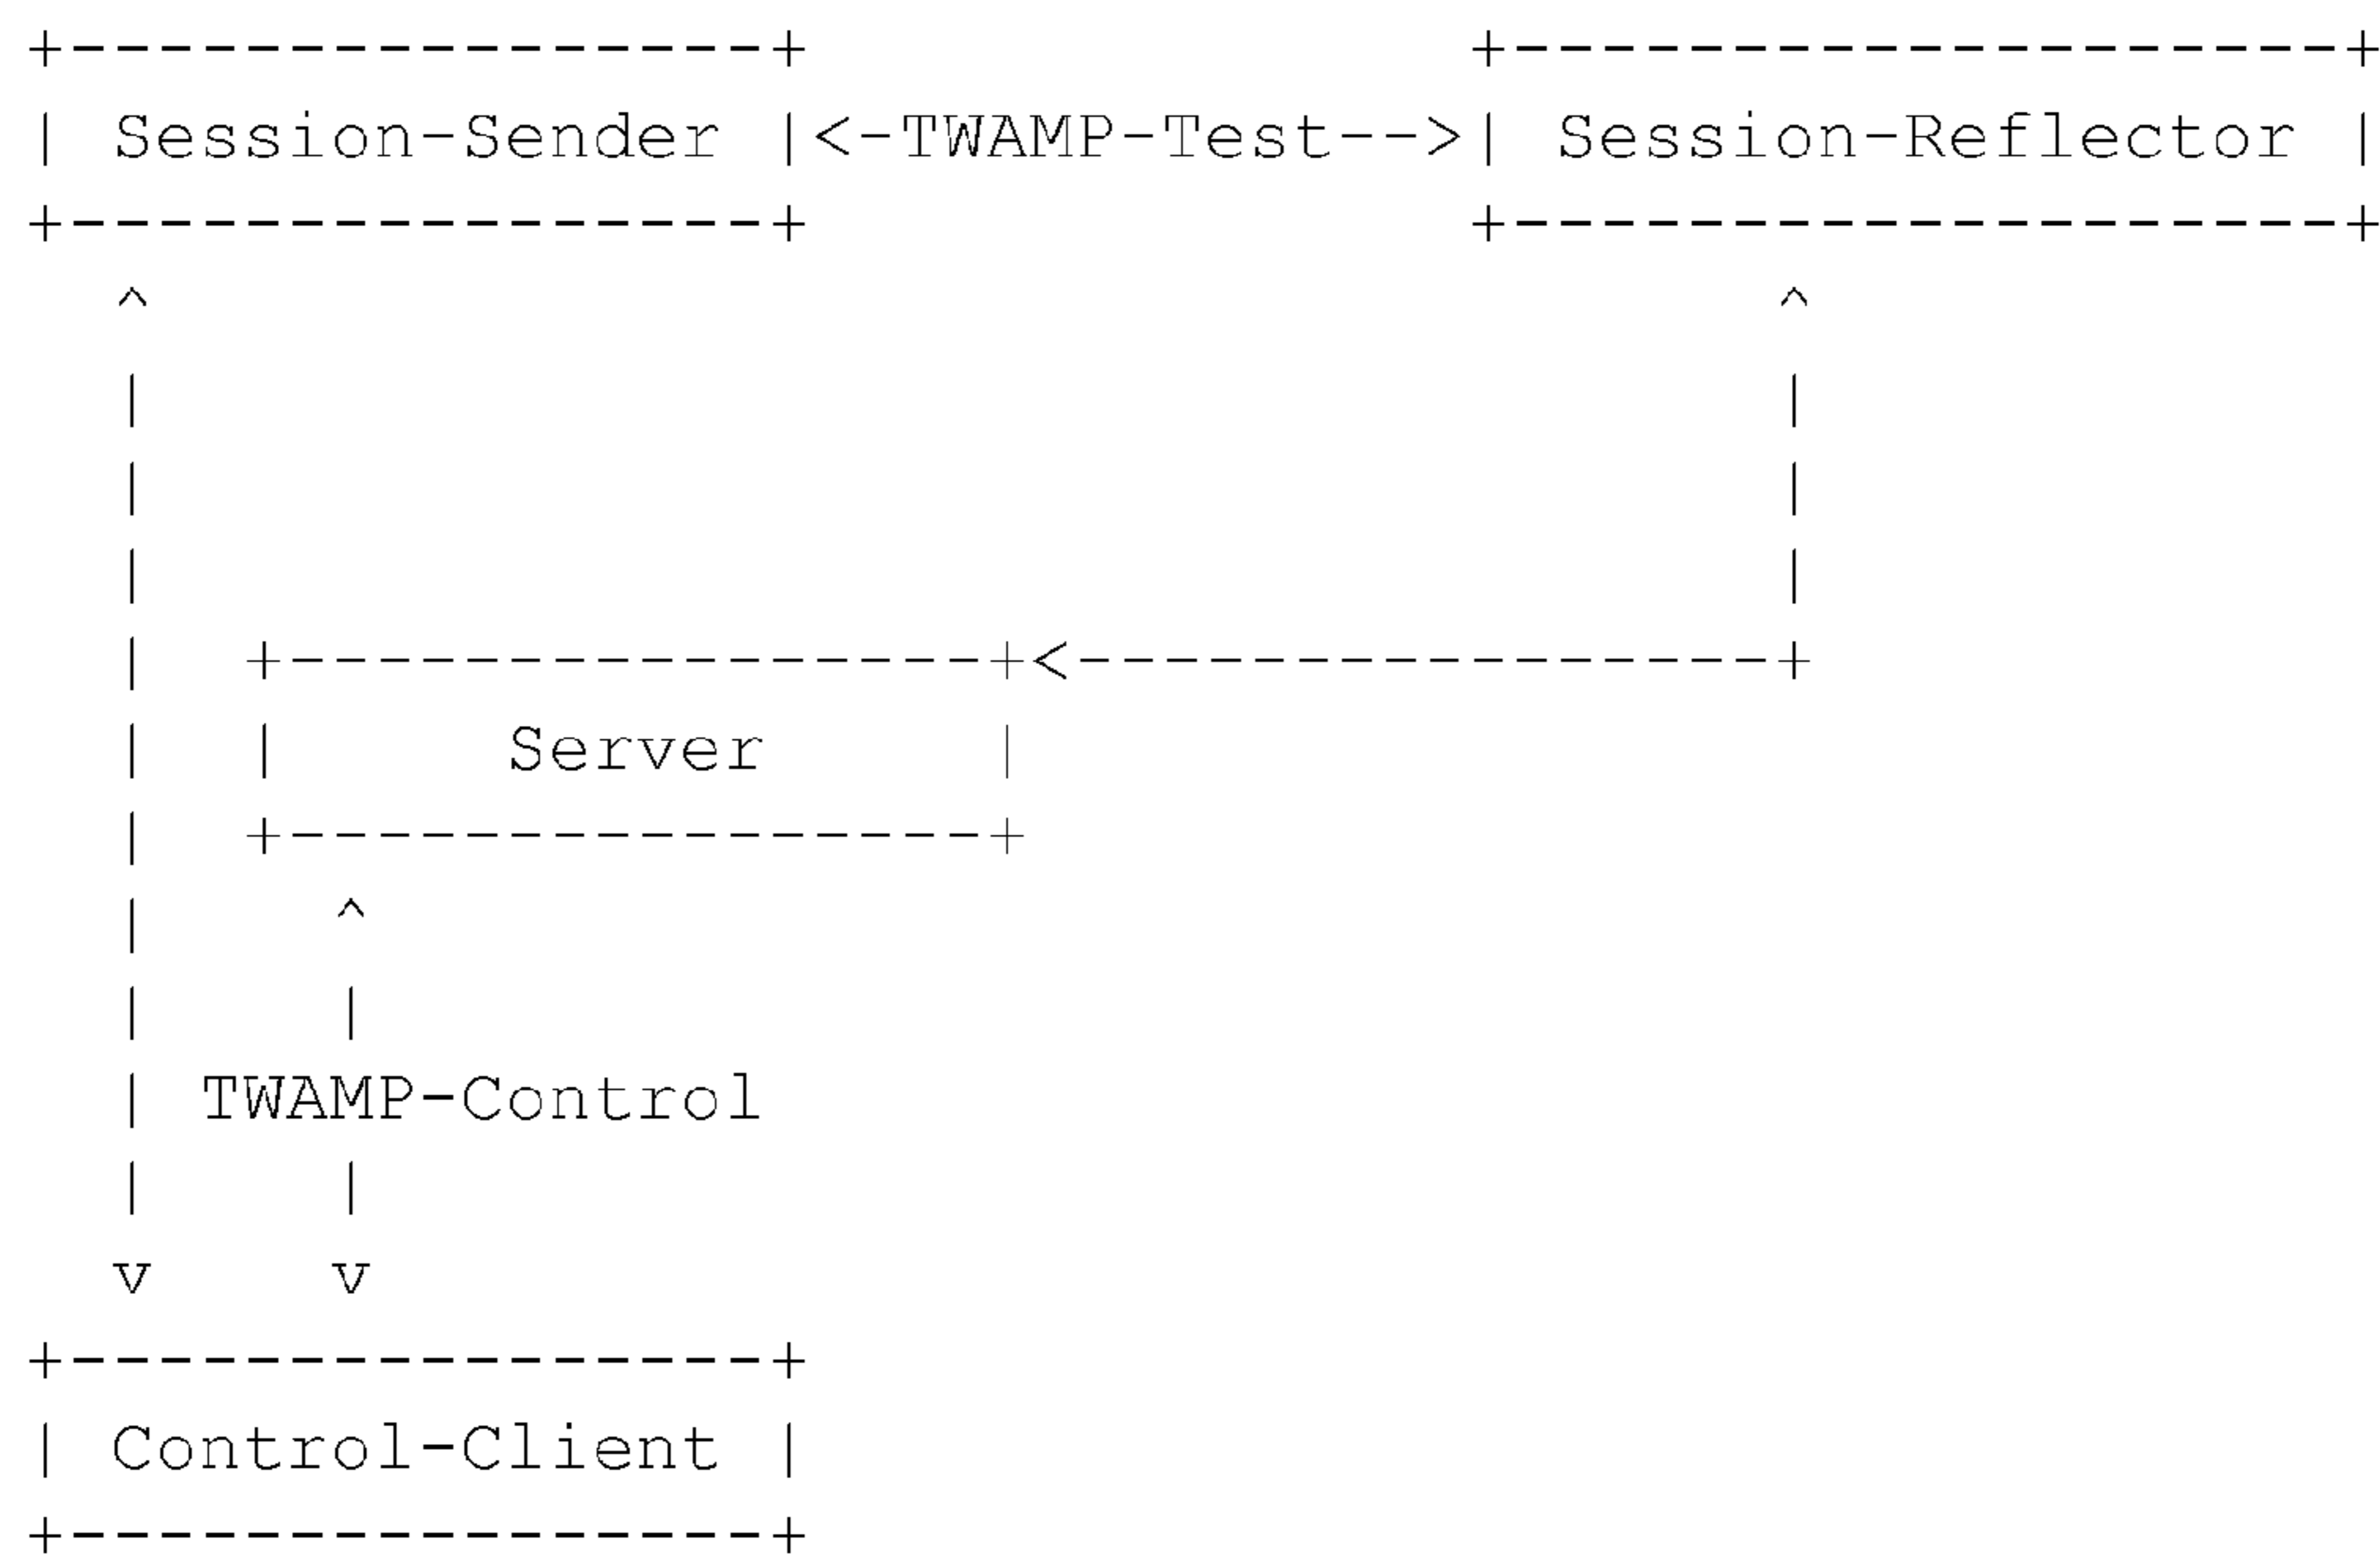 +----------------+               +-------------------+
| Session-Sender |<-TWAMP-Test-->| Session-Reflector |
+----------------+               +-------------------+
  ^                                     ^
  |                                     |
  |                                     |
  |                                     |
  |  +----------------+<----------------+
  |  |     Server     |
  |  +----------------+
  |    ^
  |    |
  | TWAMP-Control
  |    |
  v    v
+----------------+
| Control-Client |
+----------------+